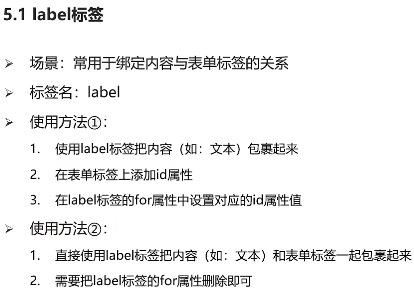 5.1 label标签
➢ 场景：常用于绑定内容与表单标签的关系
➢ 标签名：label
➢ 使用方法①：
1. 使用label标签把内容（如：文本）包裹起来
2. 在表单标签上添加id属性
3. 在label标签的for属性中设置对应的id属性值
➢ 使用方法②：
1. 直接使用label标签把内容（如：文本）和表单标签一起包裹起来
2. 需要把label标签的for属性删除即可